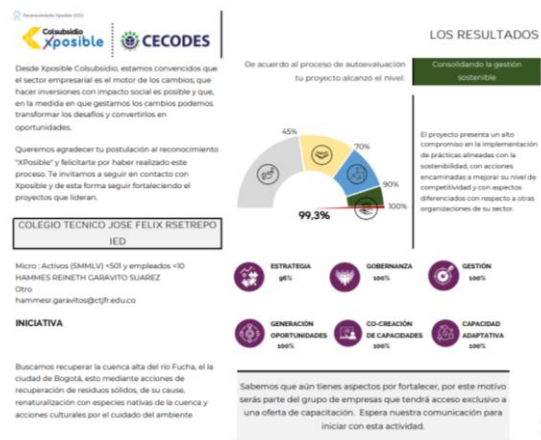 Reconocimiento Xposible 2022
Colsubsidio
Xposible
CECODES
Desde Xposible Colsubsidio, estamos convencidos que
el sector empresarial es el motor de los cambios; que
hacer inversiones con impacto social es posible y que,
en la medida en que gestamos los cambios podemos
transformar los desafíos y convertirlos en
oportunidades.
Queremos agradecer tu postulación al reconocimiento
"XPosible" y felicitarte por haber realizado este
proceso. Te invitamos a seguir en contacto con
Xposible y de esta forma seguir fortaleciendo el
proyectos que lideran.
COLEGIO TECNICO JOSE FELIX RSETREPO
IED
Micro : Activos (SMMLV) <501 y empleados <10
HAMMES REINETH GARAVITO SUAREZ
Otro
hammesr.garavitos@ctjfr.edu.co
INICIATIVA
Buscamos recuperar la cuenca alta del río Fucha, el la
ciudad de Bogotá, esto mediante acciones de
recuperación de residuos sólidos, de su cause,
renaturalización con especies nativas de la cuenca y
acciones culturales por el cuidado del ambiente
LOS RESULTADOS
De acuerdo al proceso de autoevaluación
tu proyecto alcanzó el nivel:
Consolidando la gestión
sostenible
45%
70%
90%
100%
99,3%
El proyecto presenta un alto
compromiso en la implementación
de prácticas alineadas con la
sostenibilidad, con acciones
encaminadas a mejorar su nivel de
competitividad y con aspectos
diferenciados con respecto a otras
organizaciones de su sector.
ESTRATEGIA
96%
GOBERNANZA
100%
GESTIÓN
100%
GENERACIÓN
OPORTUNIDADES
100%
CO-CREACIÓN
DE CAPACIDADES
100%
CAPACIDAD
ADAPTATIVA
100%
Sabemos que aún tienes aspectos por fortalecer, por este motivo
serás parte del grupo de empresas que tendrá acceso exclusivo a
una oferta de capacitación. Espera nuestra comunicación para
iniciar con esta actividad.